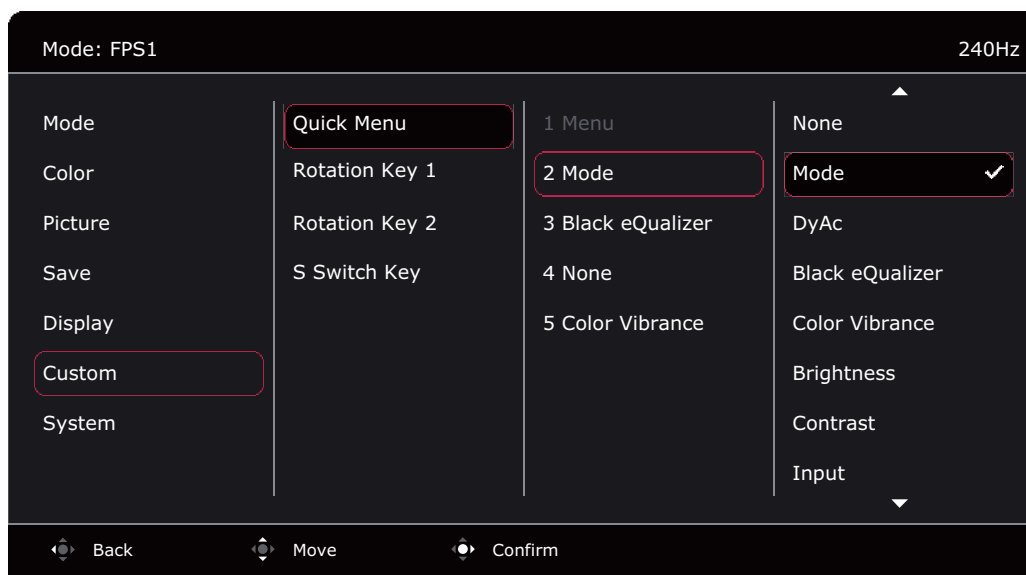 Mode: FPS1
240Hz
Mode
Color
Picture
Save
Display
Custom
System
Quick Menu
Rotation Key 1
Rotation Key 2
S Switch Key
1 Menu
2 Mode
3 Black eQualizer
4 None
5 Color Vibrance
None
Mode
DyAc
Black eQualizer
Color Vibrance
Brightness
Contrast
Input
Back
Move
Confirm